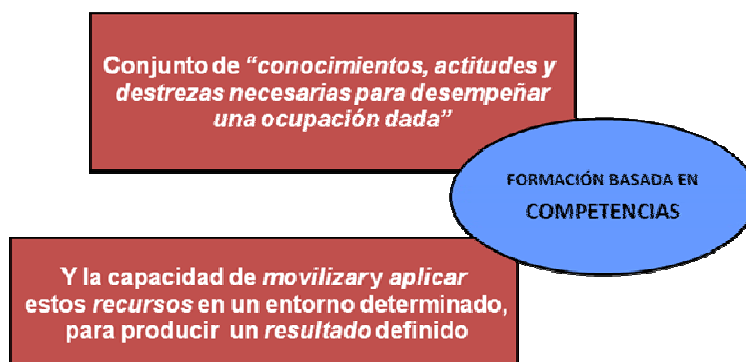 Conjunto de “conocimientos, actitudes y
destrezas necesarias para desempeñar
una ocupación dada”
FORMACIÓN BASADA EN
COMPETENCIAS
Y la capacidad de movilizar y aplicar
estos recursos en un entorno determinado,
para producir un resultado definido